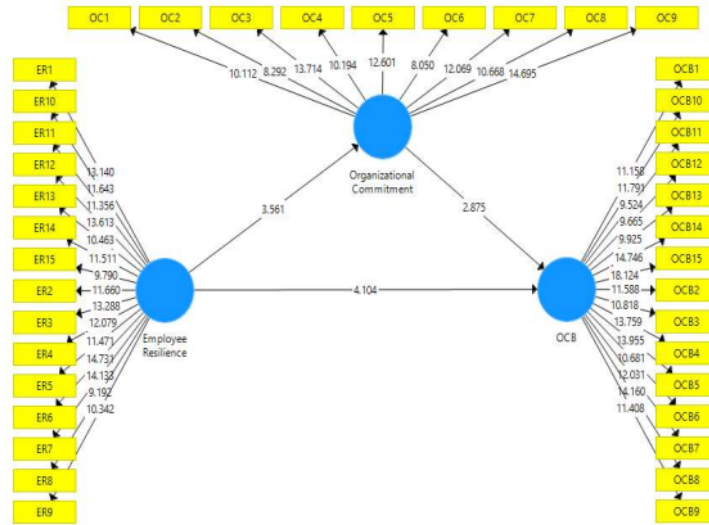 OC1 OC2 OC3 OC4 OC5 OC6 OC7 OC8 OC9
10.112 8.292 13.714 10.194 12.601 8.050 12.069 10.668 14.695
Organizational
Commitment
ER1
ER10
ER11
ER12
ER13
ER14
ER15
ER2
ER3
ER4
ER5
ER6
ER7
ER8
ER9
13.140
11.643
11.356
13.613
10.463
11.511
9.790
11.660
13.288
12.079
11.471
14.731
14.133
9.192
10.342
Employee
Resilience
3.561
2.875
4.104
OCB
11.158
11.791
9.524
9.665
9.925
14.746
18.124
11.588
10.818
13.759
13.955
10.681
12.031
14.160
11.408
OCB1
OCB10
OCB11
OCB12
OCB13
OCB14
OCB15
OCB2
OCB3
OCB4
OCB5
OCB6
OCB7
OCB8
OCB9